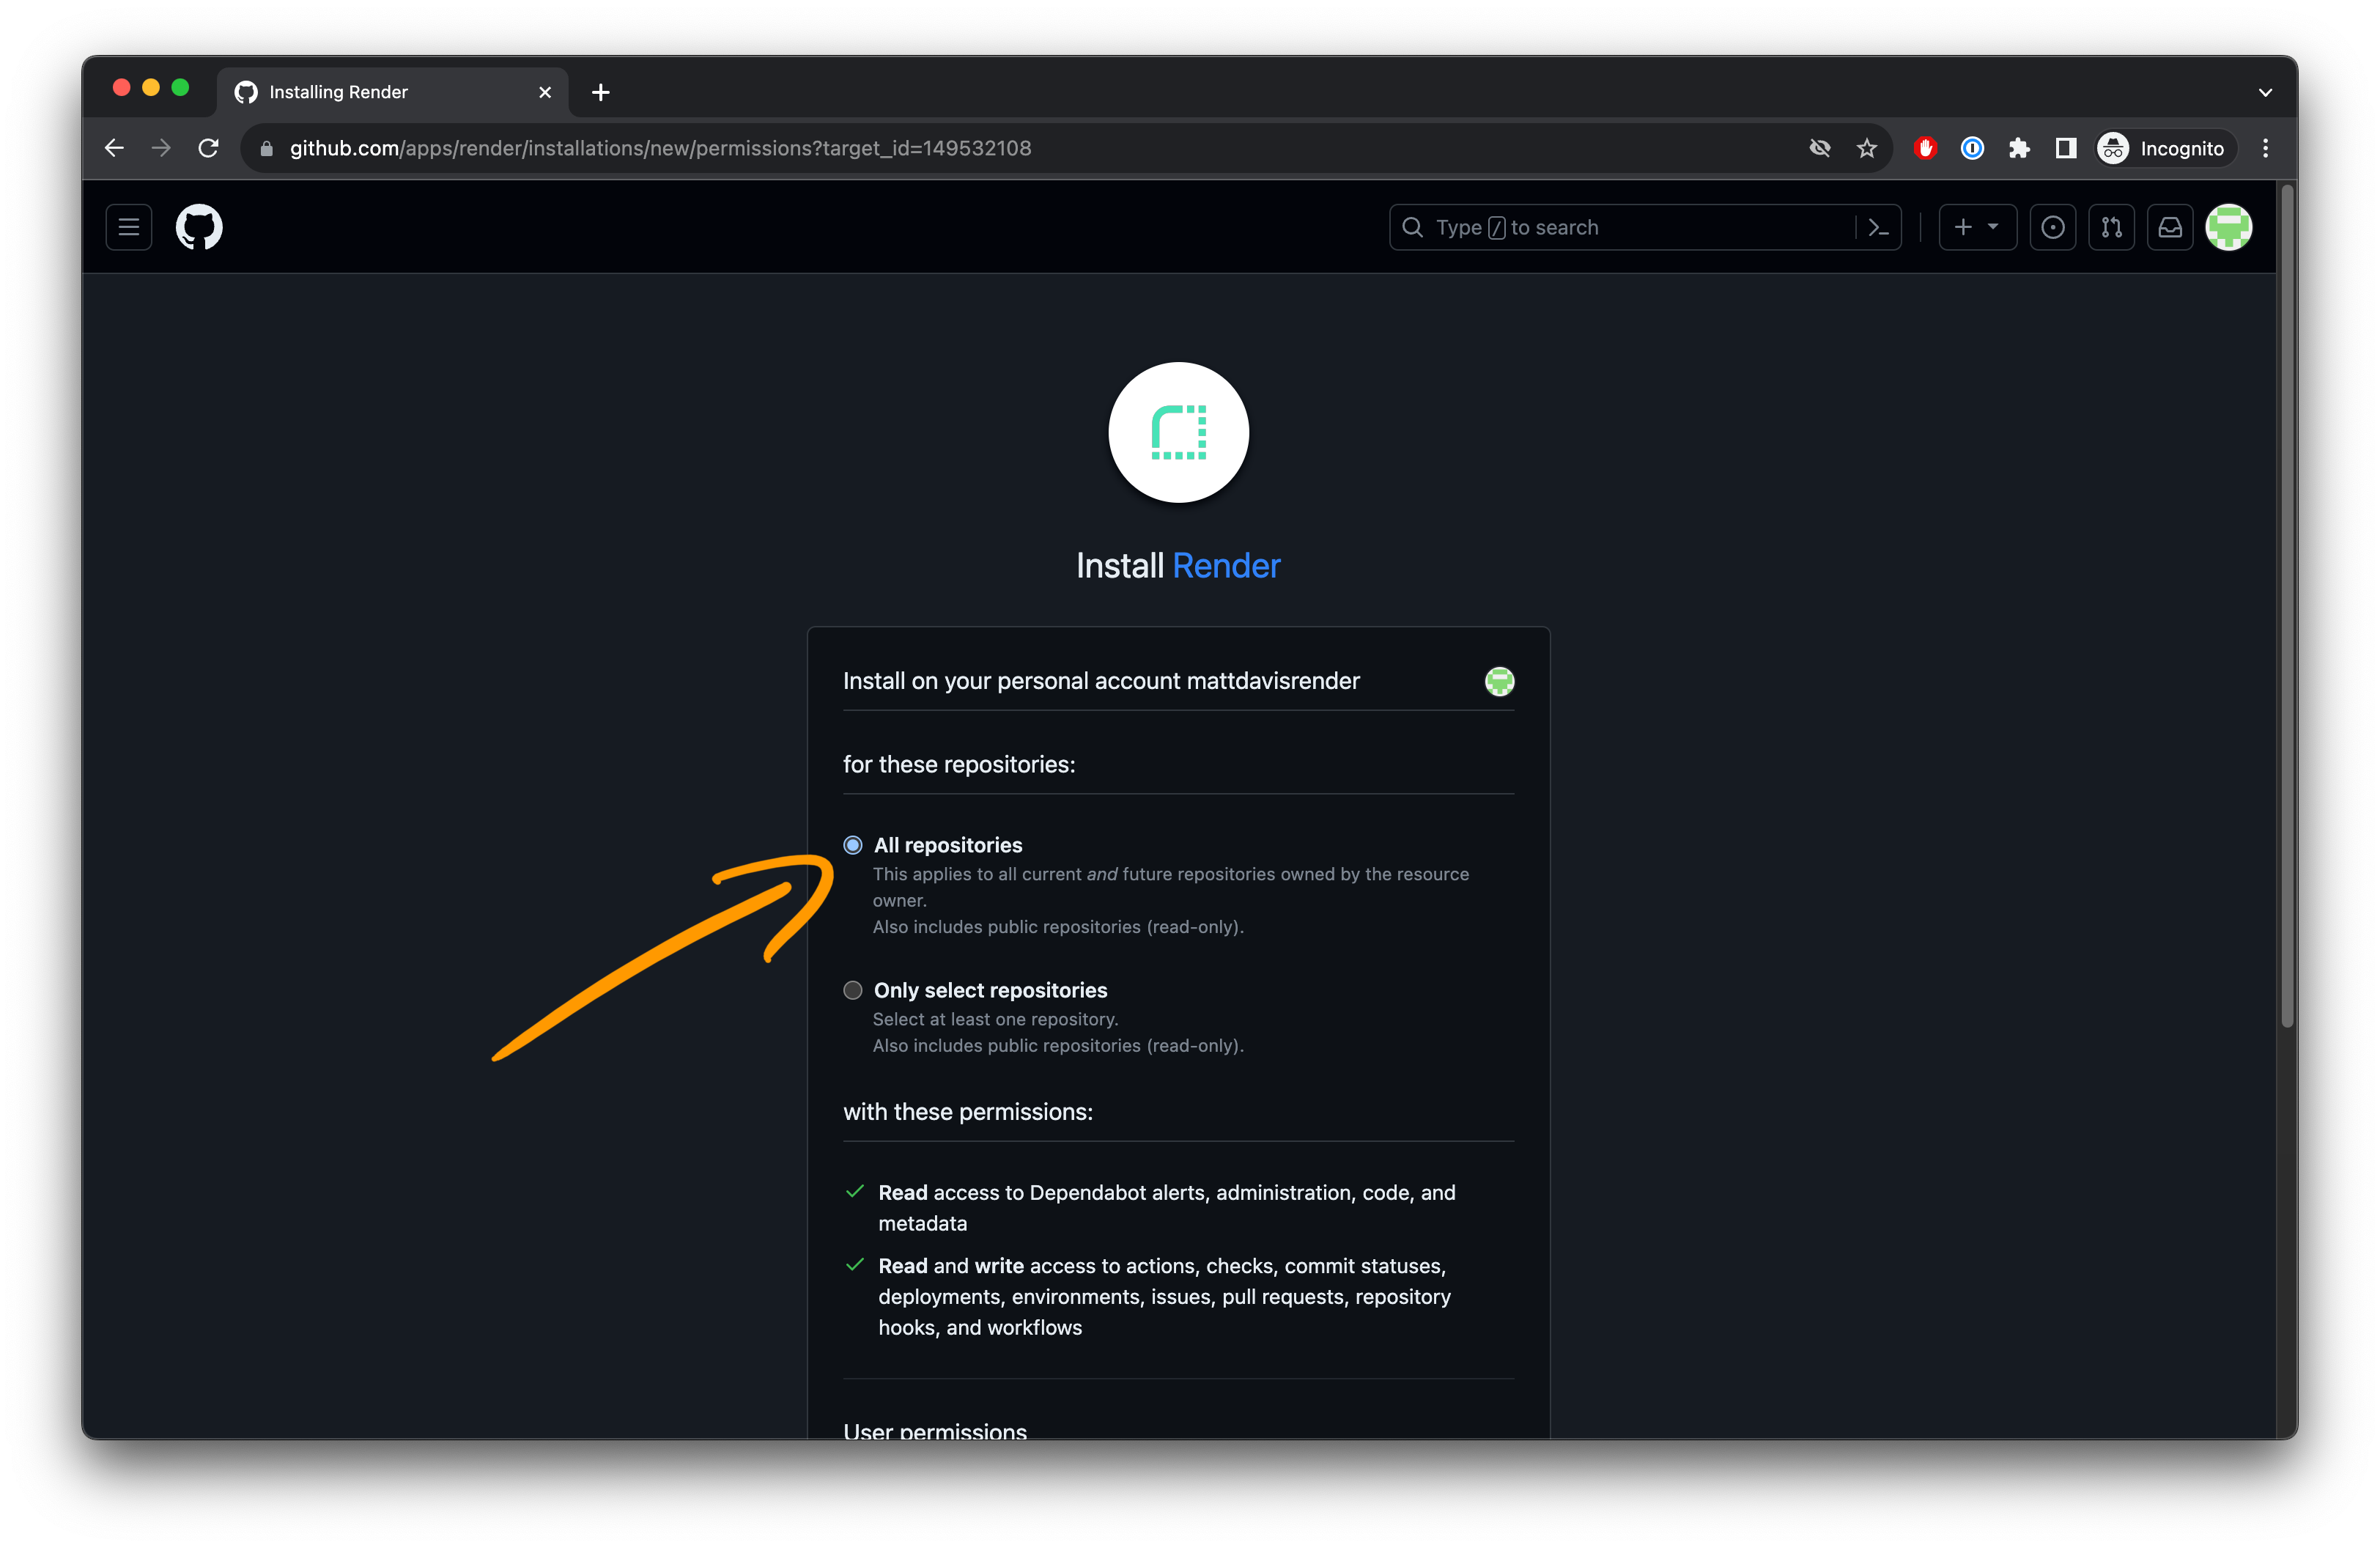 Installing Render
github.com/apps/render/installations/new/permissions?target_id=149532108
Incognito
Type / to search
Install Render
Install on your personal account mattdavisrender
for these repositories:
All repositories
This applies to all current and future repositories owned by the resource
owner.
Also includes public repositories (read-only).
Only select repositories
Select at least one repository.
Also includes public repositories (read-only).
with these permissions:
Read access to Dependabot alerts, administration, code, and
metadata
Read and write access to actions, checks, commit statuses,
deployments, environments, issues, pull requests, repository
hooks, and workflows
User permissions